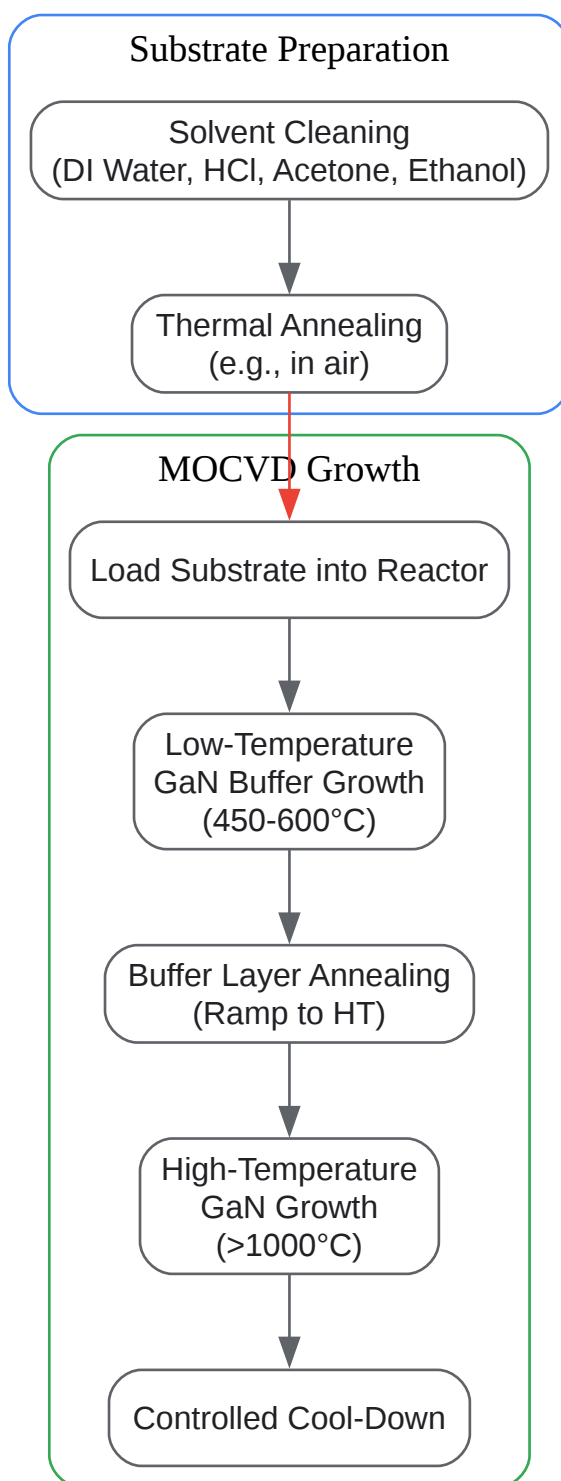 Substrate Preparation
Solvent Cleaning
(DI Water, HCl, Acetone, Ethanol)
Thermal Annealing
(e.g., in air)
MOCVD Growth
Load Substrate into Reactor
Low-Temperature
GaN Buffer Growth
(450-600°C)
Buffer Layer Annealing
(Ramp to HT)
High-Temperature
GaN Growth
(>1000°C)
Controlled Cool-Down